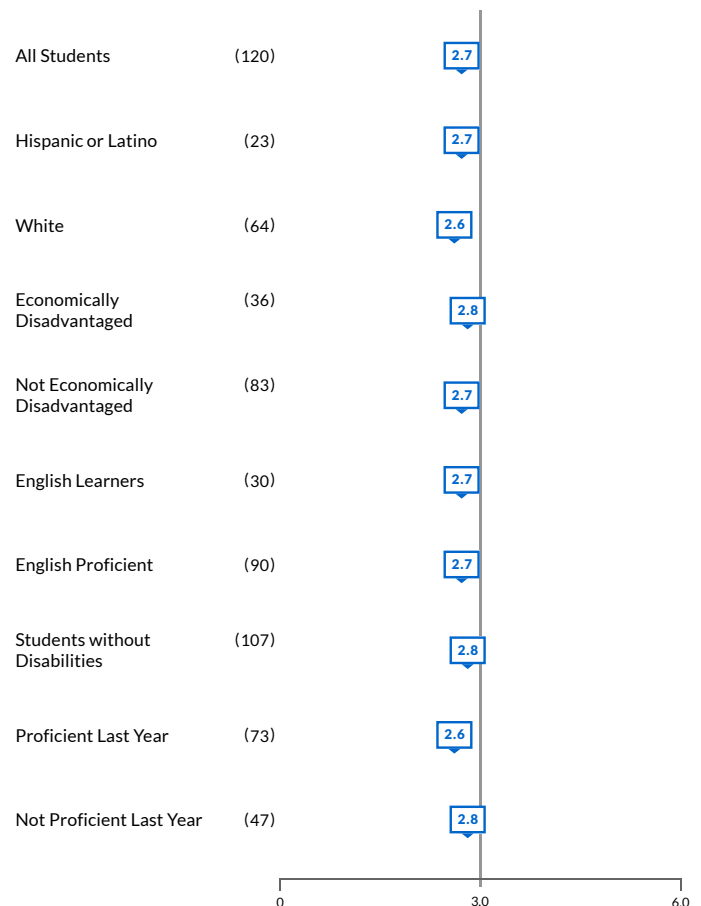 All Students (120) 2.7
Hispanic or Latino (23) 2.7
White (64) 2.6
Economically (36)
Disadvantaged 2.8
Not Economically (83)
Disadvantaged 2.7
English Learners (30) 2.7
English Proficient (90) 2.7
Students without (107)
Disabilities 2.8
Proficient Last Year (73) 2.6
Not Proficient Last Year (47) 2.8
0 3.0 6.0